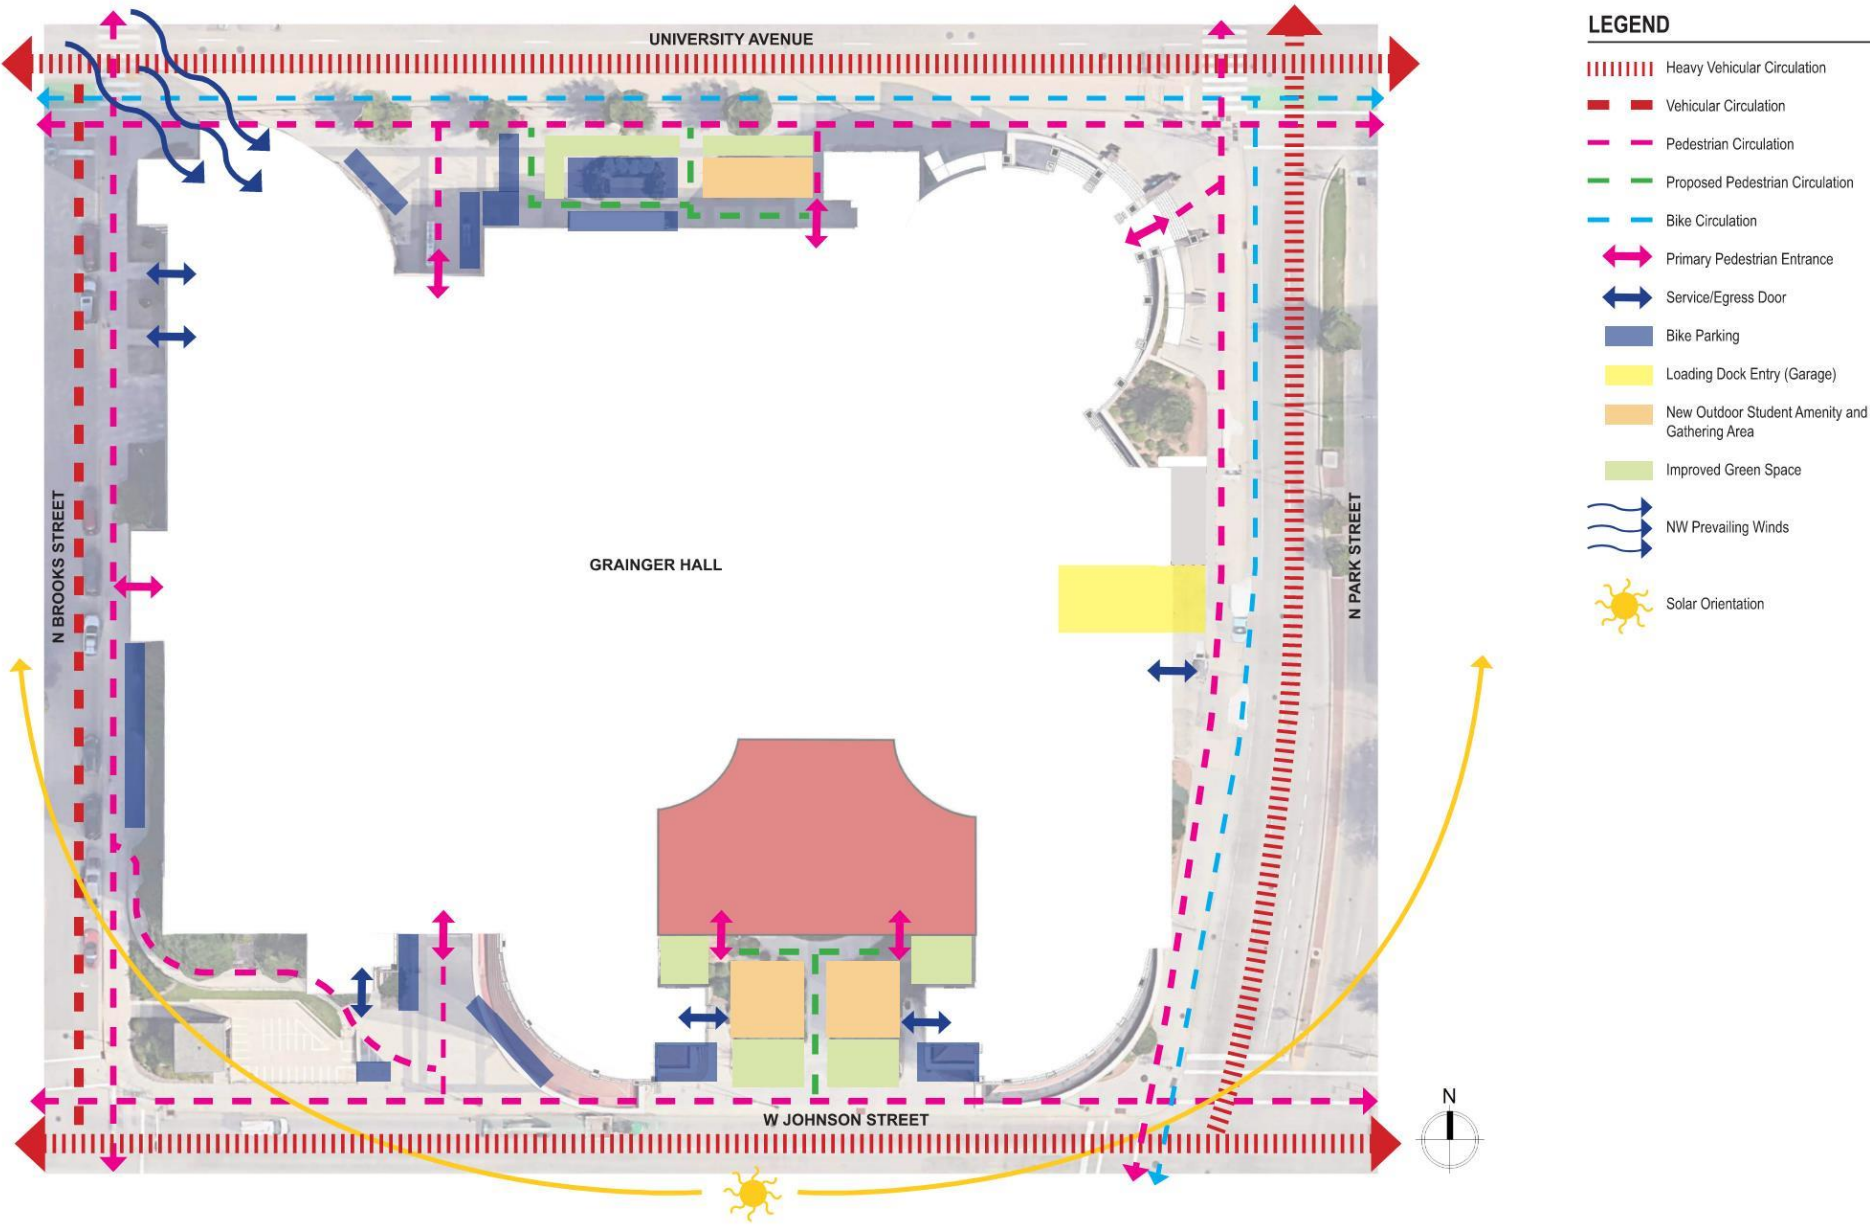 UNIVERSITY AVENUE
N BROOKS STREET
GRAINGER HALL
N PARK STREET
W JOHNSON STREET
N
LEGEND
Heavy Vehicular Circulation
Vehicular Circulation
Pedestrian Circulation
Proposed Pedestrian Circulation
Bike Circulation
Primary Pedestrian Entrance
Service/Egress Door
Bike Parking
Loading Dock Entry (Garage)
New Outdoor Student Amenity and
Gathering Area
Improved Green Space
NW Prevailing Winds
Solar Orientation